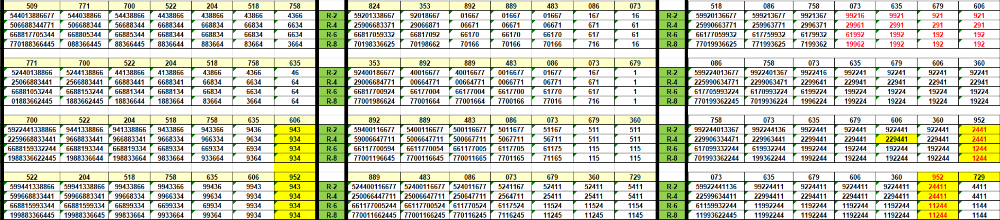 509 771 700 522 204 518 758 824 353 892 889 483 086 073 518 086 758 073 635 679 606
544013886677 544038866 54438866 4438866 438866 43866 4366 R-2 59201338667 92018667 01667 01667 01667 167 16 R-2 59920136677 599213677 9921367 99216 9921 921 921
506688344771 506688344 56688344 6688344 668834 66834 6634 R-4 25906683371 29066871 06671 06671 06671 671 61 R-4 25990663771 259963771 2996371 29961 2991 291 291
668817705344 668805344 66885344 6688344 668834 66834 6634 R-6 66817059332 66817092 66170 66170 66170 617 61 R-6 66177059932 617759932 6179932 61992 1992 192 192
770188366445 088366445 88366445 8836644 883664 83664 3664 R-8 70198336625 70198662 70166 70166 70166 716 16 R-8 77019936625 771993625 7199362 19962 1992 192 192
771 700 522 204 518 758 635 353 892 889 483 086 073 679 086 758 073 635 679 606 360
52440138866 5244138866 44138866 4138866 43866 4366 46 R-2 92400186677 40016677 40016677 0016677 01677 167 1 R-2 599224013677 9922401367 9922416 992241 92241 92241 92241
25066883441 2566883441 66883441 6688341 66834 6634 64 R-4 29006684771 00664771 00664771 0066771 06771 671 1 R-4 225990634771 2299063471 2299641 229941 22941 22941 22941
66881053244 6688153244 66881344 6688134 66834 6634 64 R-6 66817700924 66177004 66177004 6617700 61770 617 1 R-6 617705993224 6170993224 6199224 199224 19224 19224 19224
01883662445 1883662445 18836644 1883664 83664 3664 64 R-8 77001986624 77001664 77001664 7700166 77016 716 1 R-8 770199362245 7019936224 1996224 199224 19224 19224 19224
700 522 204 518 758 635 606 892 889 483 086 073 679 360 758 073 635 679 606 360 952
5922441338866 9441338866 941338866 9433866 943366 9436 943 R-2 59400116677 5400116677 500116677 5011677 51167 511 511 R-2 992244013367 992244136 9922441 922441 922441 922441 2441
2259668833441 9668833441 966883341 9668334 966334 9634 934 R-4 59006647711 5006647711 500667711 5067711 56711 511 511 R-4 229906334471 229963441 2299441 229441 229441 229441 2441
6688159332244 6688193344 668819334 6689334 669334 6934 934 R-6 66117700594 6611770054 661177005 6117705 61175 115 115 R-6 617099332244 619932244 1992244 192244 192244 192244 1244
1988336622445 1988336644 198833664 9833664 933664 9364 934 R-8 77001196645 7700116645 770011665 7701165 71165 115 115 R-8 701993362244 199362244 1992244 192244 192244 192244 1244
522 204 518 758 635 606 952 889 483 086 073 679 360 729 073 635 679 606 360 952 729
599441338866 59941338866 99433866 9943366 99436 9943 943 R-2 524400116677 52400116677 524011677 5241167 52411 52411 5411 R-2 59922441136 99224411 9224411 9224411 9224411 24411 4411
599668833441 59966883341 99668334 9966334 99634 9934 934 R-4 250066447711 25006647711 250647711 2564711 25411 25411 5411 R-4 22599634411 22994411 2294411 2294411 2294411 24411 4411
668815993344 66881599334 66899334 6699334 69934 9934 934 R-6 661177005244 66117700524 611770524 6117524 11524 11524 1154 R-6 61159932244 11992244 1192244 1192244 1192244 11244 1144
199883366445 19988336645 99833664 9933664 99364 9934 934 R-8 770011662445 77001166245 770116245 7116245 11245 11245 1145 R-8 11993622445 11992244 1192244 1192244 1192244 11244 1144